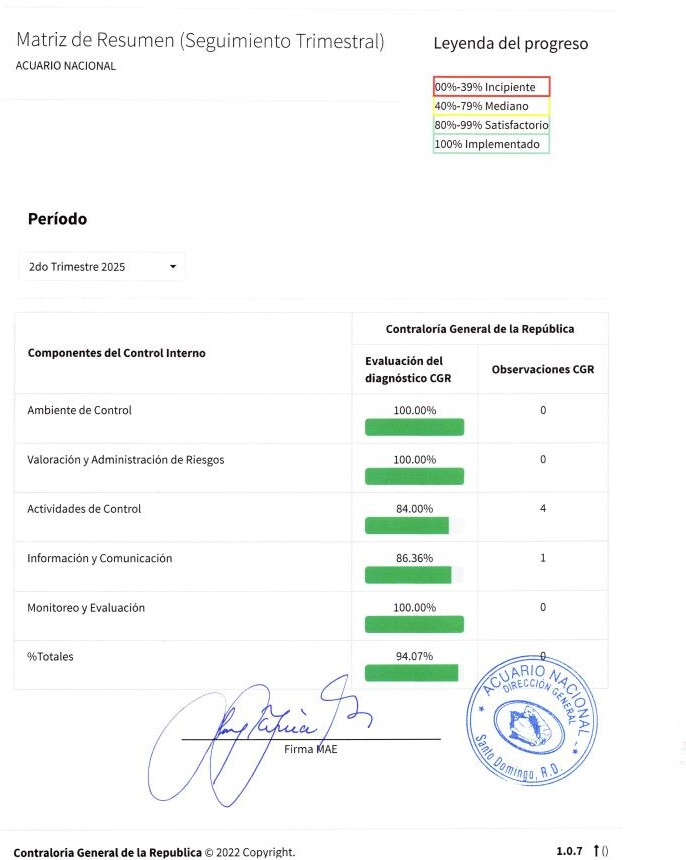 Matriz de Resumen (Seguimiento Trimestral)
ACUARIO NACIONAL
Leyenda del progreso
00%-39% Incipiente
40%-79% Mediano
80%-99% Satisfactorio
100% Implementado
Período
2do Trimestre 2025
Componentes del Control Interno
Contraloría General de la República
Evaluación del
diagnóstico CGR
Observaciones CGR
Ambiente de Control 100.00% 0
Valoración y Administración de Riesgos 100.00% 0
Actividades de Control 84.00% 4
Información y Comunicación 86.36% 1
Monitoreo y Evaluación 100.00% 0
%Totales 94.07% 0
Firma MAE
ACUARIO NACIONAL
DIRECCIÓN GENERAL
Santo Domingo, R.D.
Contraloria General de la Republica © 2022 Copyright.
1.0.7 ()